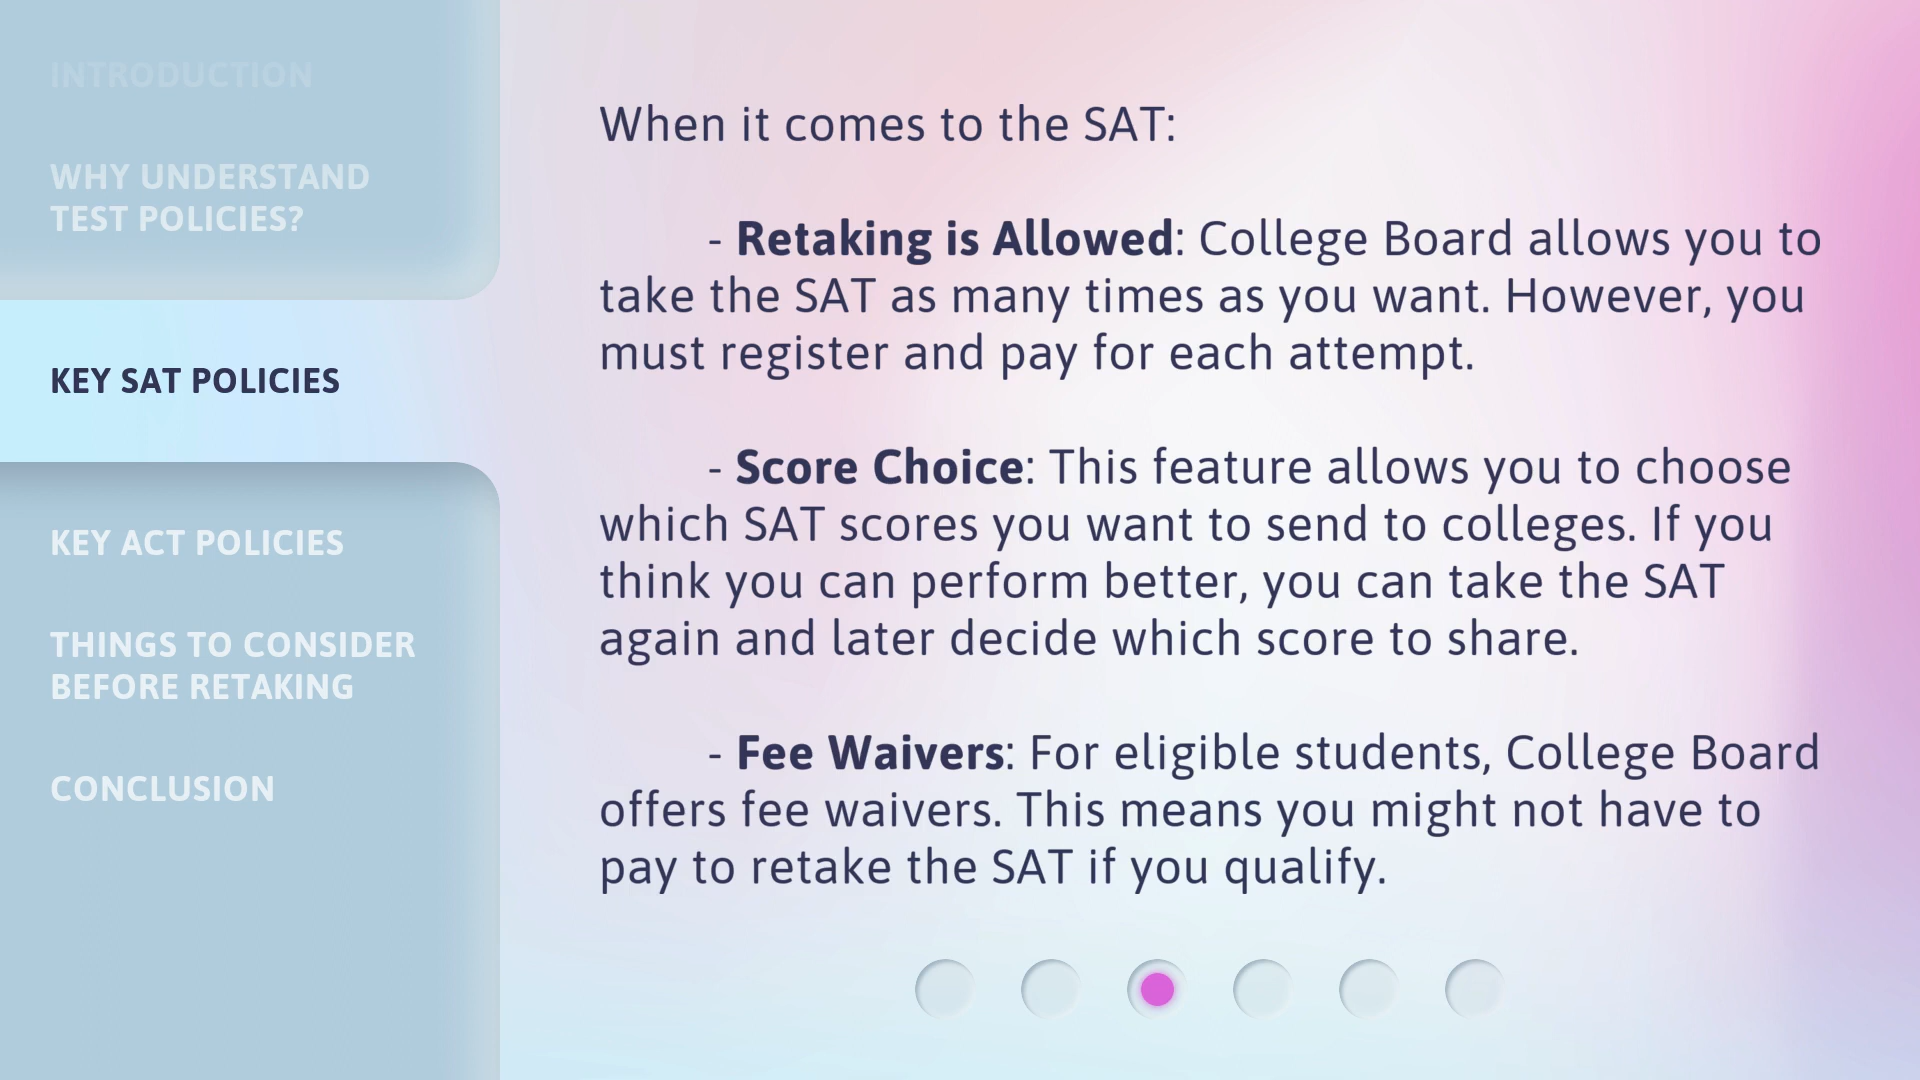 INTRODUCTION
WHY UNDERSTAND
TEST POLICIES?
KEY SAT POLICIES
KEY ACT POLICIES
THINGS TO CONSIDER
BEFORE RETAKING
CONCLUSION
When it comes to the SAT:
- Retaking is Allowed: College Board allows you to
take the SAT as many times as you want. However, you
must register and pay for each attempt.
- Score Choice: This feature allows you to choose
which SAT scores you want to send to colleges. If you
think you can perform better, you can take the SAT
again and later decide which score to share.
- Fee Waivers: For eligible students, College Board
offers fee waivers. This means you might not have to
pay to retake the SAT if you qualify.